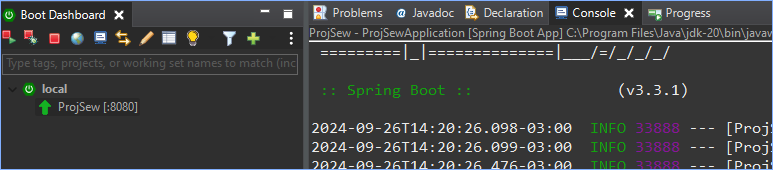 Boot Dashboard
Type tags, projects, or working set names to match (inc
local
ProjSew [:8080]
Problems Javadoc Declaration Console Progress
ProjSew - ProjSewApplication [Spring Boot App] C:\Program Files\Java\jdk-20\bin\javaw
=========|_|==============|___/=/_/_/_/
:: Spring Boot :: (v3.3.1)
2024-09-26T14:20:26.098-03:00 INFO 33888 --- [Proj
2024-09-26T14:20:26.099-03:00 INFO 33888 --- [ProjS
2024-09-26T14:20:26.476-03:00 INFO 33888 --- [ProjS